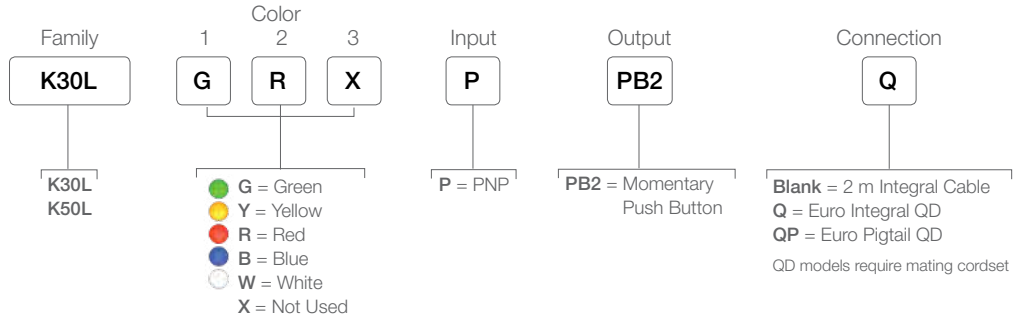 Color
Family 1 2 3 Input Output Connection
K30L G R X P PB2 Q
K30L
K50L
G = Green
Y = Yellow
R = Red
B = Blue
W = White
X = Not Used
P = PNP
PB2 = Momentary
Push Button
Blank = 2 m Integral Cable
Q = Euro Integral QD
QP = Euro Pigtail QD
QD models require mating cordset